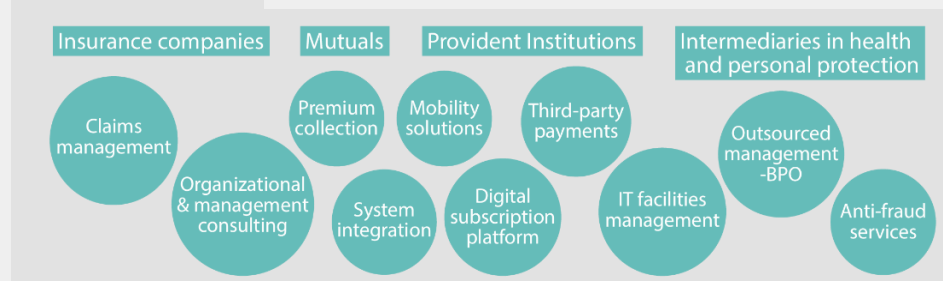 Insurance companies
Mutuals
Provident Institutions
Intermediaries in health
and personal protection
Claims
management
Organizational
& management
consulting
Premium
collection
System
integration
Mobility
solutions
Digital
subscription
platform
Third-party
payments
IT facilities
management
Outsourced
management
-BPO
Anti-fraud
services